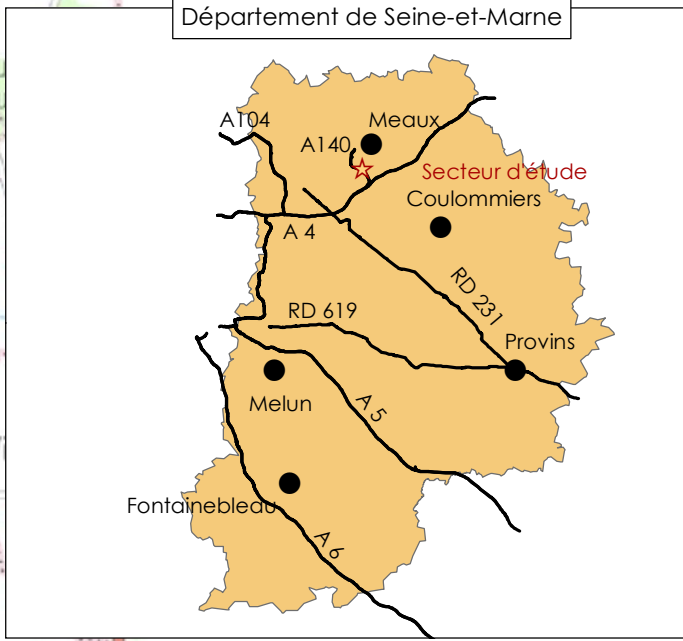 Département de Seine-et-Marne
A104
Meaux
A140
Secteur d'étude
Coulommiers
A 4
RD 231
RD 619
Provins
Melun
A 5
Fontainebleau
A 6